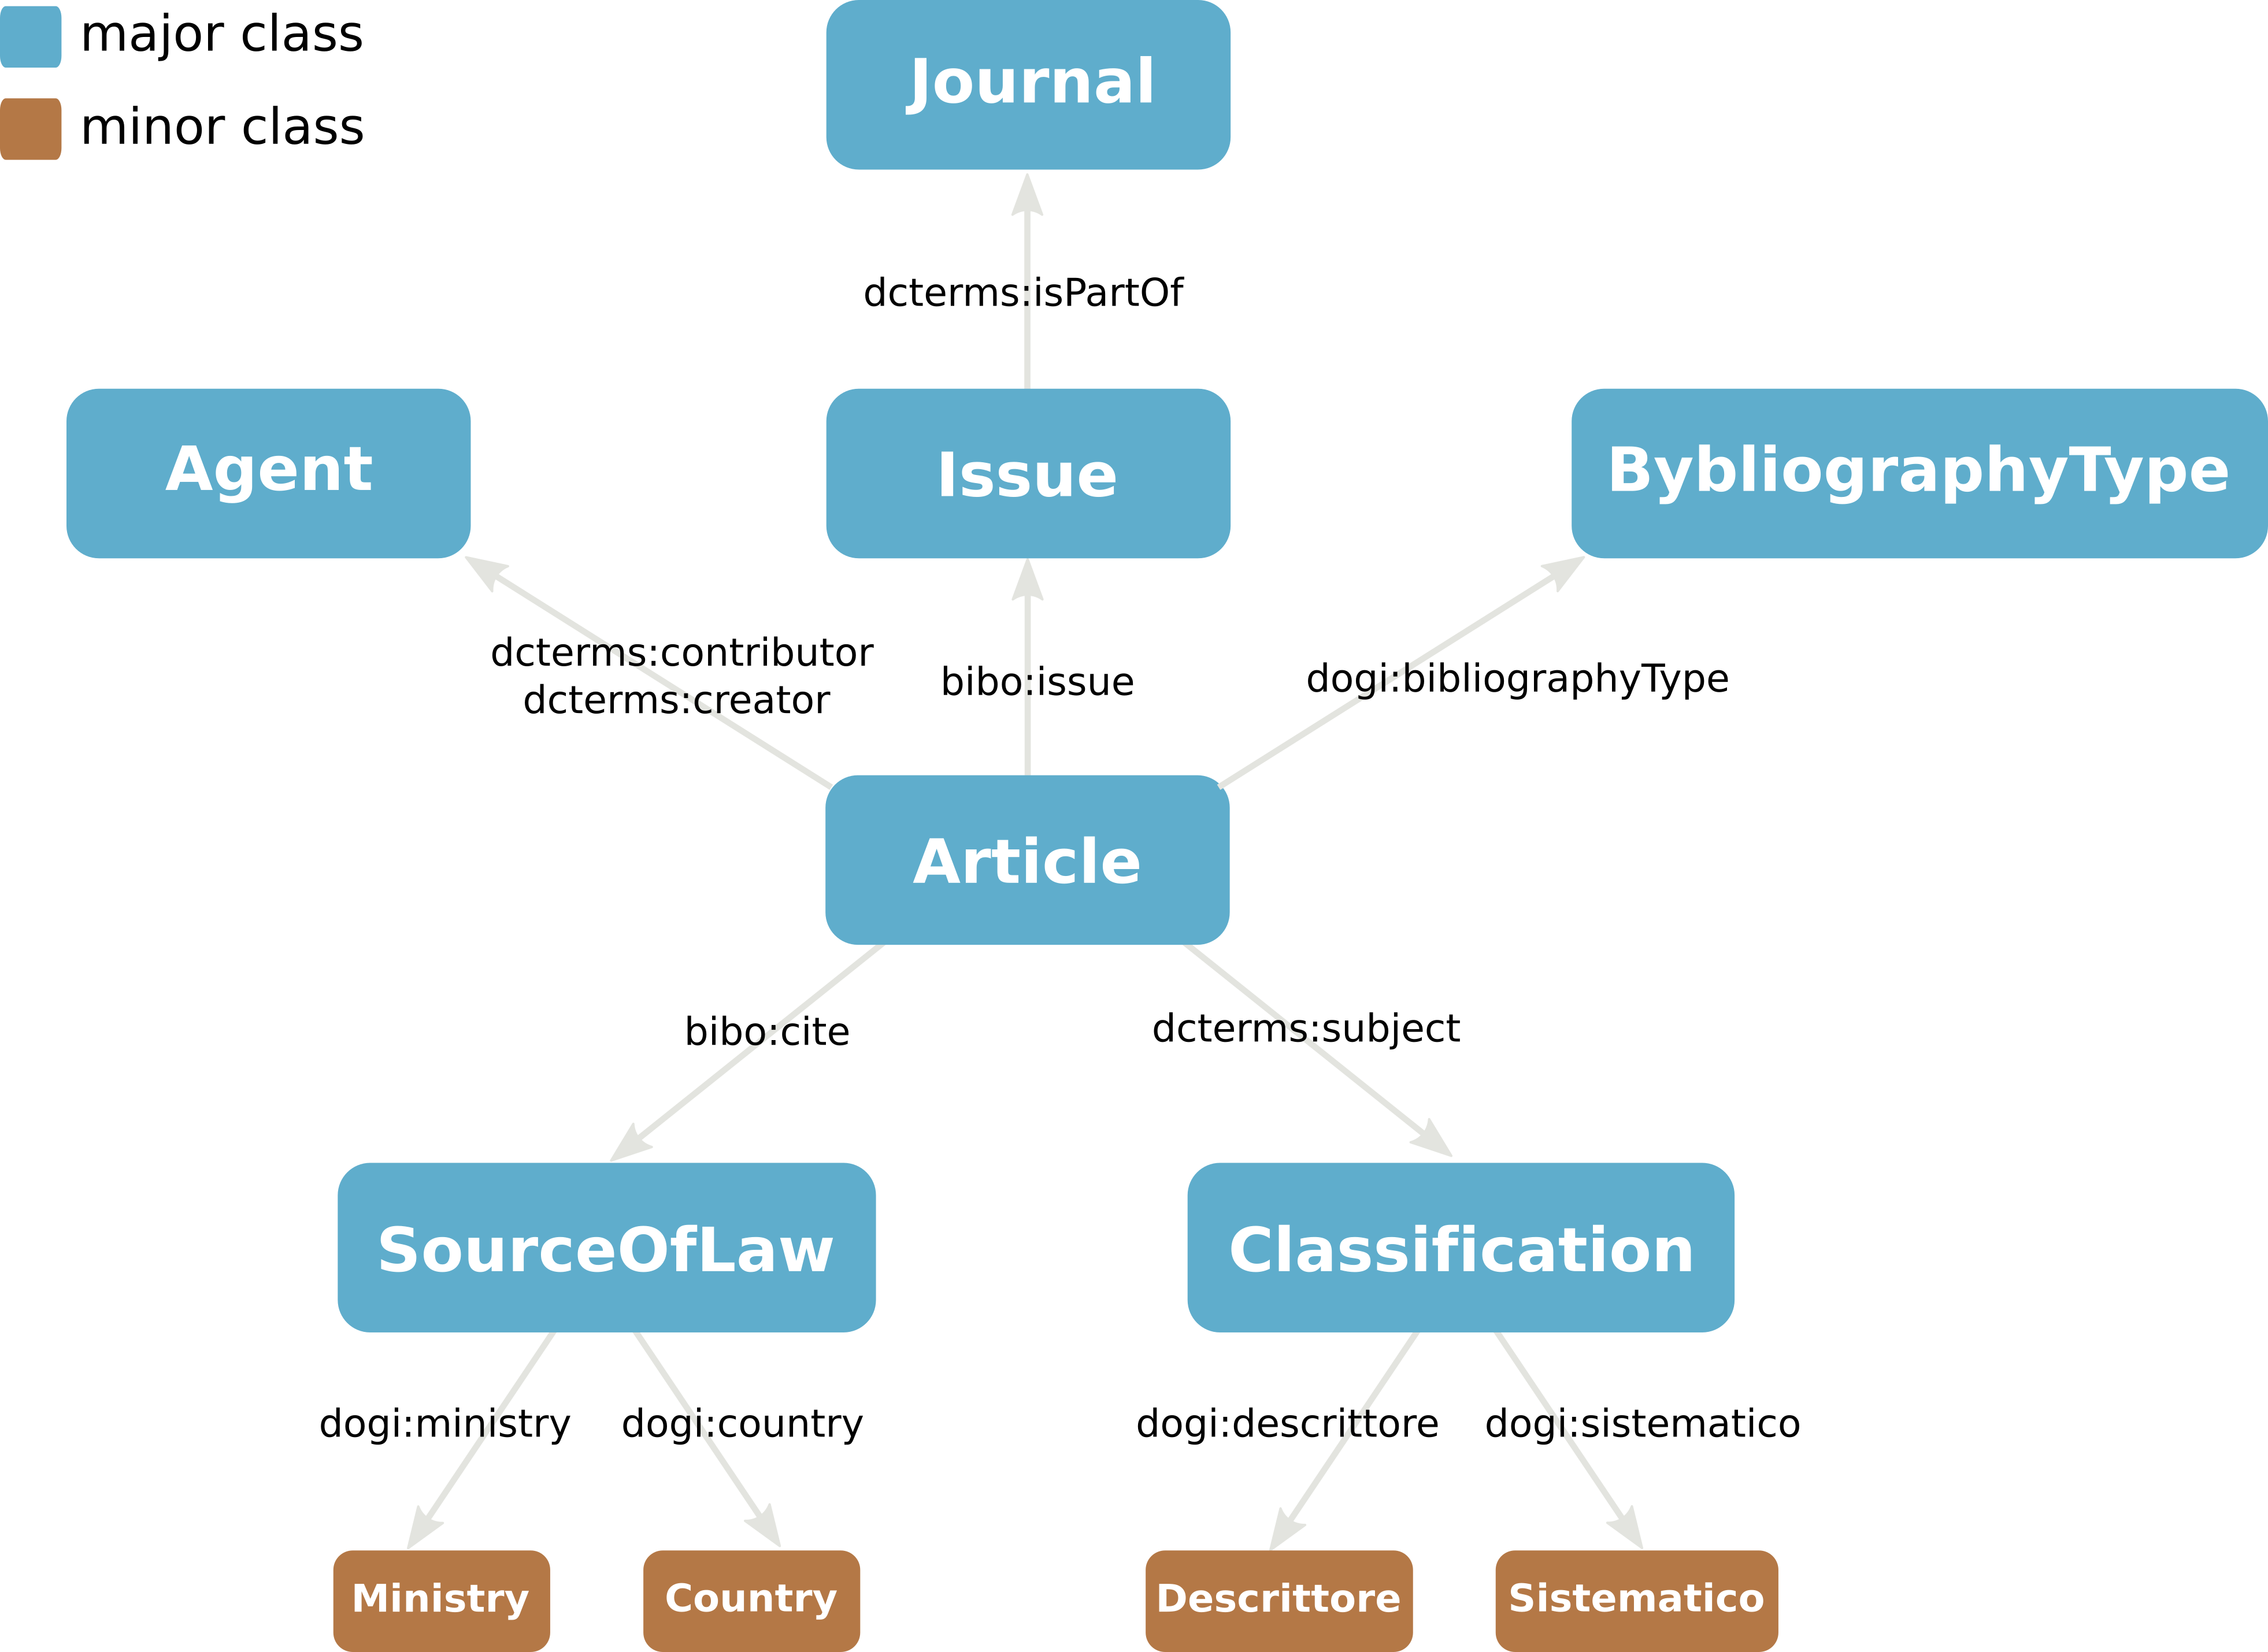 major class
minor class
Journal
dcterms:isPartOf
Agent
Issue
BybliographyType
dcterms:contributor
dcterms:creator
bibo:issue
dogi:bibliographyType
Article
bibo:cite
dcterms:subject
SourceOfLaw
Classification
dogi:ministry
dogi:country
dogi:descrittore
dogi:sistematico
Ministry
Country
Descrittore
Sistematico